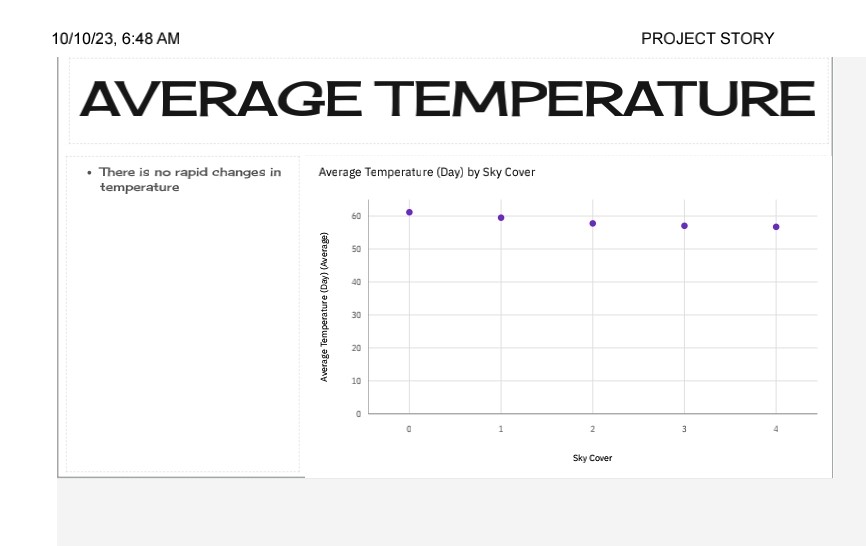 10/10/23, 6:48 AM PROJECT STORY
AVERAGE TEMPERATURE
• There is no rapid changes in
temperature
Average Temperature (Day) by Sky Cover
Average Temperature (Day) (Average)
60
50
40
30
20
10
0
0 1 2 3 4
Sky Cover